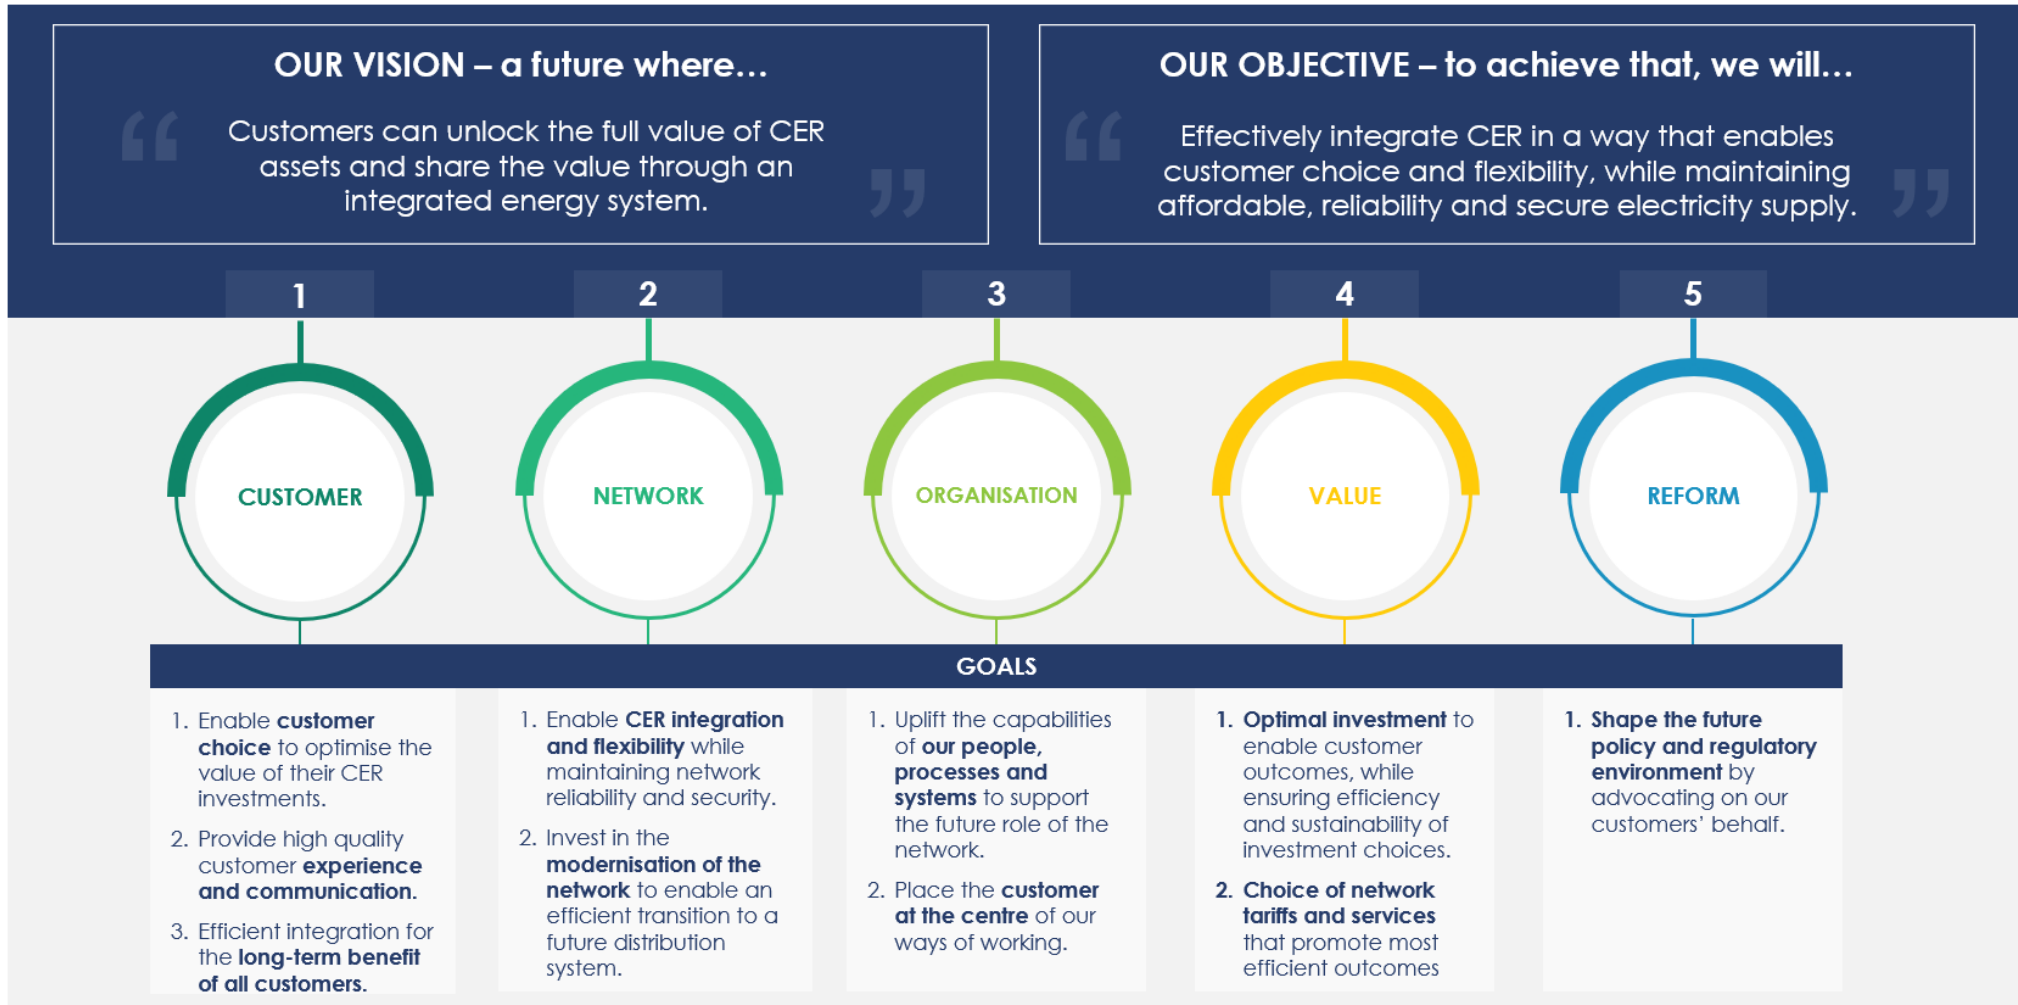 OUR VISION – a future where...
“
Customers can unlock the full value of CER
assets and share the value through an
integrated energy system.
”
OUR OBJECTIVE – to achieve that, we will...
“
Effectively integrate CER in a way that enables
customer choice and flexibility, while maintaining
affordable, reliability and secure electricity supply.
”
1
2
3
4
5
CUSTOMER
NETWORK
ORGANISATION
VALUE
REFORM
GOALS
1. Enable customer
choice to optimise the
value of their CER
investments.
2. Provide high quality
customer experience
and communication.
3. Efficient integration for
the long-term benefit
of all customers.
1. Enable CER integration
and flexibility while
maintaining network
reliability and security.
2. Invest in the
modernisation of the
network to enable an
efficient transition to a
future distribution
system.
1. Uplift the capabilities
of our people,
processes and
systems to support
the future role of the
network.
2. Place the customer
at the centre of our
ways of working.
1. Optimal investment to
enable customer
outcomes, while
ensuring efficiency
and sustainability of
investment choices.
2. Choice of network
tariffs and services
that promote most
efficient outcomes
1. Shape the future
policy and regulatory
environment by
advocating on our
customers’ behalf.